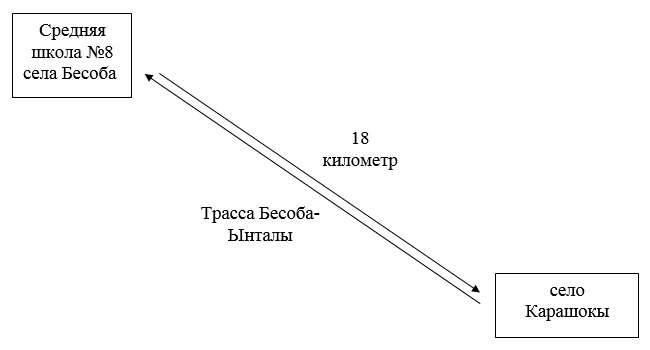 Средняя
школа №8
села Бесоба
18
километр
Трасса Бесоба-
Ынталы
село
Карашокы